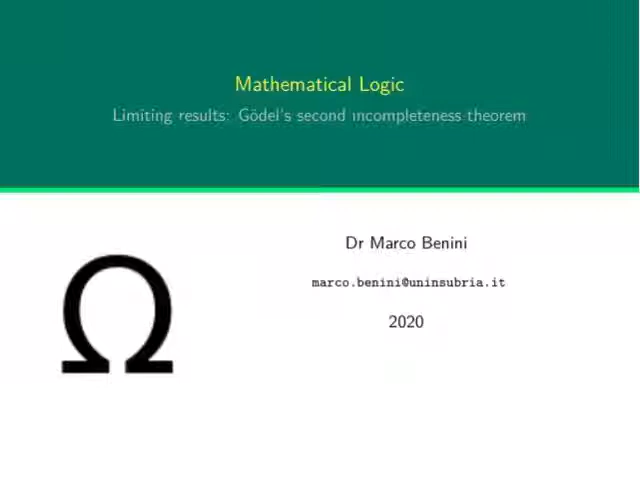 Mathematical Logic
Limiting results: Gödel's second incompleteness theorem
Dr Marco Benini
marco.benini@uninsubria.it
2020
Ω